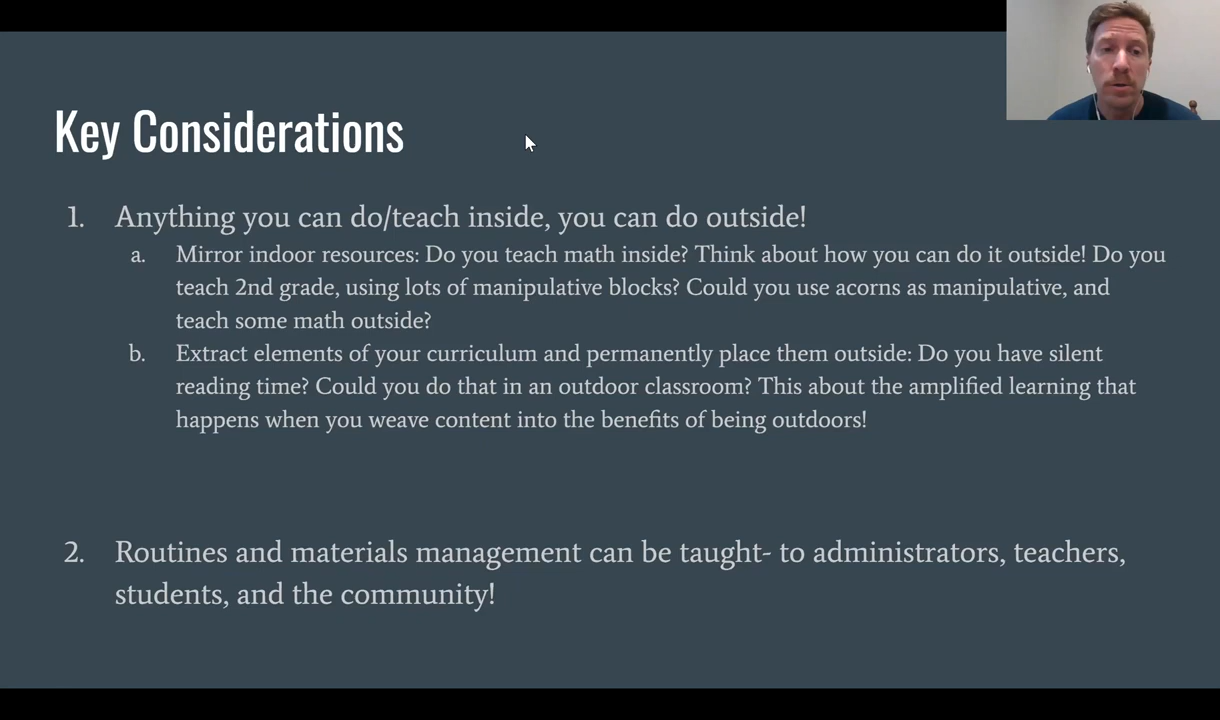 Key Considerations
1. Anything you can do/teach inside, you can do outside!
a. Mirror indoor resources: Do you teach math inside? Think about how you can do it outside! Do you
teach 2nd grade, using lots of manipulative blocks? Could you use acorns as manipulative, and
teach some math outside?
b. Extract elements of your curriculum and permanently place them outside: Do you have silent
reading time? Could you do that in an outdoor classroom? This about the amplified learning that
happens when you weave content into the benefits of being outdoors!
2. Routines and materials management can be taught- to administrators, teachers,
students, and the community!